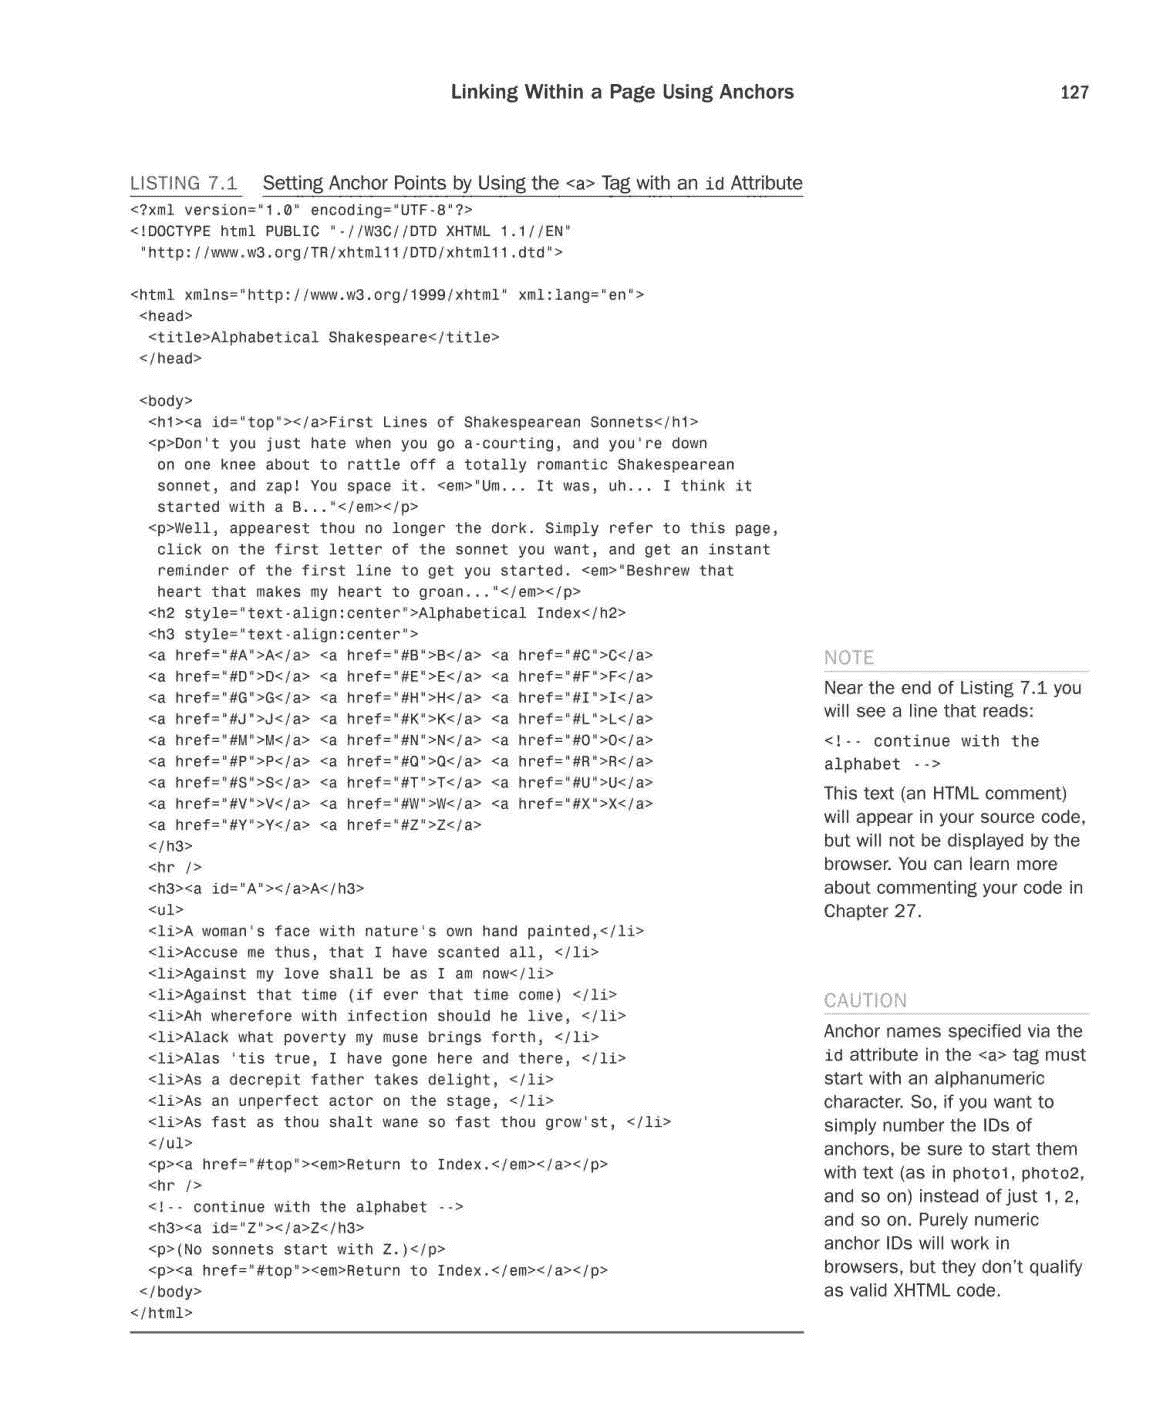 Linking Within a Page Using Anchors 127
LISTING 7.1 Setting Anchor Points by Using the <a> Tag with an id Attribute
<?xml version="1.0" encoding="UTF-8"?>
<!DOCTYPE html PUBLIC "-//W3C//DTD XHTML 1.1//EN"
"http://www.w3.org/TR/xhtml11/DTD/xhtml11.dtd">
<html xmlns="http://www.w3.org/1999/xhtml" xml:lang="en">
<head>
<title>Alphabetical Shakespeare</title>
</head>
<body>
<h1><a id="top"></a>First Lines of Shakespearean Sonnets</h1>
<p>Don't you just hate when you go a-courting, and you're down
on one knee about to rattle off a totally romantic Shakespearean
sonnet, and zap! You space it. <em>"Um... It was, uh... I think it
started with a B..."</em></p>
<p>Well, appearest thou no longer the dork. Simply refer to this page,
click on the first letter of the sonnet you want, and get an instant
reminder of the first line to get you started. <em>"Beshrew that
heart that makes my heart to groan..."</em></p>
<h2 style="text-align:center">Alphabetical Index</h2>
<h3 style="text-align:center">
<a href="#A">A</a> <a href="#B">B</a> <a href="#C">C</a>
<a href="#D">D</a> <a href="#E">E</a> <a href="#F">F</a>
<a href="#G">G</a> <a href="#H">H</a> <a href="#I">I</a>
<a href="#J">J</a> <a href="#K">K</a> <a href="#L">L</a>
<a href="#M">M</a> <a href="#N">N</a> <a href="#O">O</a>
<a href="#P">P</a> <a href="#Q">Q</a> <a href="#R">R</a>
<a href="#S">S</a> <a href="#T">T</a> <a href="#U">U</a>
<a href="#V">V</a> <a href="#W">W</a> <a href="#X">X</a>
<a href="#Y">Y</a> <a href="#Z">Z</a>
</h3>
<hr />
<h3><a id="A"></a>A</h3>
<ul>
<li>A woman's face with nature's own hand painted,</li>
<li>Accuse me thus, that I have scanted all, </li>
<li>Against my love shall be as I am now</li>
<li>Against that time (if ever that time come) </li>
<li>Ah wherefore with infection should he live, </li>
<li>Alack what poverty my muse brings forth, </li>
<li>Alas 'tis true, I have gone here and there, </li>
<li>As a decrepit father takes delight, </li>
<li>As an unperfect actor on the stage, </li>
<li>As fast as thou shalt wane so fast thou grow'st, </li>
</ul>
<p><a href="#top"><em>Return to Index.</em></a></p>
<hr />
<!-- continue with the alphabet -->
<h3><a id="Z"></a>Z</h3>
<p>(No sonnets start with Z.)</p>
<p><a href="#top"><em>Return to Index.</em></a></p>
</body>
</html>
NOTE
Near the end of Listing 7.1 you
will see a line that reads:
<!-- continue with the
alphabet -->
This text (an HTML comment)
will appear in your source code,
but will not be displayed by the
browser. You can learn more
about commenting your code in
Chapter 27.
CAUTION
Anchor names specified via the
id attribute in the <a> tag must
start with an alphanumeric
character. So, if you want to
simply number the IDs of
anchors, be sure to start them
with text (as in photo1, photo2,
and so on) instead of just 1, 2,
and so on. Purely numeric
anchor IDs will work in
browsers, but they don't qualify
as valid XHTML code.